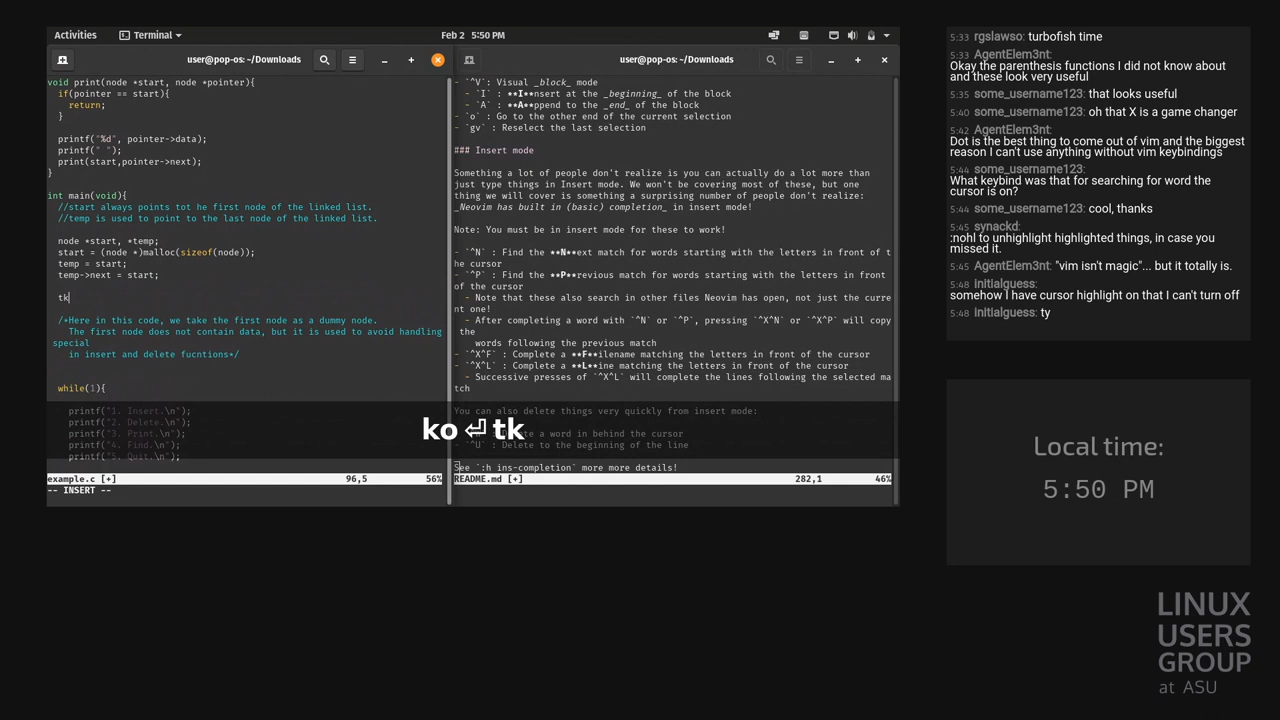 Activities
Terminal
Feb 2 5:50 PM
user@pop-os: ~/Downloads
void print(node *start, node *pointer){
if(pointer == start){
return;
}
printf("%d", pointer->data);
printf(" ");
print(start,pointer->next);
}
int main(void){
//start always points tot he first node of the linked list.
//temp is used to point to the last node of the linked list.
node *start, *temp;
start = (node *)malloc(sizeof(node));
temp = start;
temp->next = start;
tk
/*Here in this code, we take the first node as a dummy node.
The first node does not contain data, but it is used to avoid handling
special
in insert and delete fucntions*/
while(1){
printf("1. Insert.\n");
printf("2. Delete.\n");
printf("3. Print.\n");
printf("4. Find.\n");
printf("5. Quit.\n");
example.c [+] 96,5 56%
-- INSERT --
user@pop-os: ~/Downloads
- `^V`: Visual _block_ mode
- `I` : **I**nsert at the _beginning_ of the block
- `A` : **A**ppend to the _end_ of the block
- `o` : Go to the other end of the current selection
- `gv` : Reselect the last selection
### Insert mode
Something a lot of people don't realize is you can actually do a lot more than
just type things in Insert mode. We won't be covering most of these, but one
thing we will cover is something a surprising number of people don't realize:
_Neovim has built in (basic) completion_ in insert mode!
Note: You must be in insert mode for these to work!
- `^N` : Find the **N**ext match for words starting with the letters in front of t
he cursor
- `^P` : Find the **P**revious match for words starting with the letters in front
of the cursor
- Note that these also search in other files Neovim has open, not just the curre
nt one!
- After completing a word with `^N` or `^P`, pressing `^X^N` or `^X^P` will copy
the
words following the previous match
- `^X^F` : Complete a **F**ilename matching the letters in front of the cursor
- `^X^L` : Complete a **L**ine matching the letters in front of the cursor
- Successive presses of `^X^L` will complete the lines following the selected ma
tch
You can also delete things very quickly from insert mode:
a word in behind the cursor
- `^U` : Delete to the beginning of the line
See `:h ins-completion` more more details!
README.md [+] 282,1 46%
ko ⏎ tk
5:33 rgslawso: turbofish time
5:33 AgentElem3nt:
Okay the parenthesis functions I did not know about
and these look very useful
5:35 some_username123: that looks useful
5:40 some_username123: oh that X is a game changer
5:42 AgentElem3nt:
Dot is the best thing to come out of vim and the biggest
reason I can't use anything without vim keybindings
5:44 some_username123:
What keybind was that for searching for word the
cursor is on?
5:44 some_username123: cool, thanks
5:45 synackd:
:nohl to unhighlight highlighted things, in case you
missed it.
5:45 AgentElem3nt: "vim isn't magic"... but it totally is.
5:48 initialguess:
somehow I have cursor highlight on that I can't turn off
5:48 initialguess: ty
Local time:
5:50 PM
LINUX
USERS
GROUP
at ASU